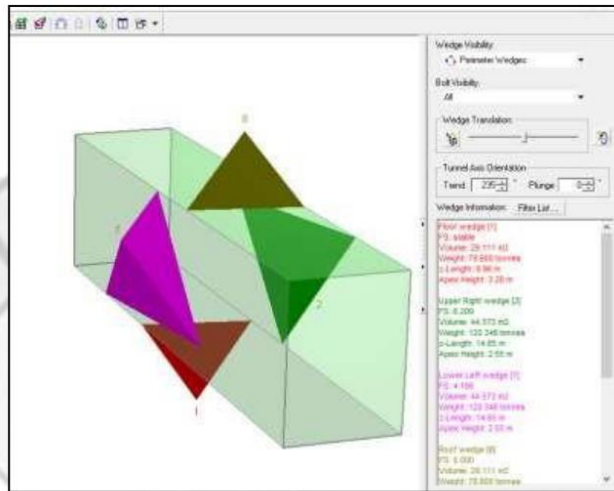 Wedge Visibility
Perimeter Wedges
Bolt Visibility
All
Wedge Translation
Tunnel Axis Orientation
Trend 235 ° Plunge 0 °
Wedge Information: Filter List ...
Floor wedge [1]
FS: stable
Volume: 29.111 m3
Weight: 78.600 tonnes
z-Length: 8.96 m
Apex Height: 3.28 m
Upper Right wedge [2]
FS: 6.209
Volume: 44.573 m3
Weight: 120.348 tonnes
z-Length: 14.85 m
Apex Height: 2.55 m
Lower Left wedge [7]
Volume: 44.573 m3
Weight: 120.348 tonnes
z-Length: 14.85 m
Apex Height: 2.55 m
Roof wedge [8]
FS: 0.000
Volume: 29.111 m3
Weight: 78.600 tonnes
8
7
2
1